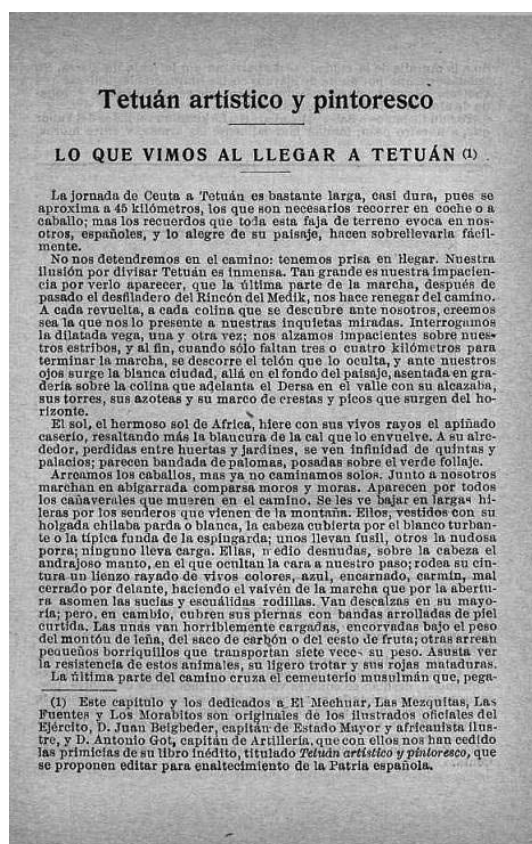 Tetuán artístico y pintoresco
LO QUE VIMOS AL LLEGAR A TETUÁN (1)
La jornada de Ceuta a Tetuán es bastante larga, casi dura, pues se
aproxima a 45 kilómetros, los que son necesarios recorrer en coche o a
caballo; mas los recuerdos que toda esta faja de terreno evoca en nos-
otros, españoles, y lo alegre de su paisaje, hacen sobrellevarla fácil-
mente.
No nos detendremos en el camino: tenemos prisa en llegar. Nuestra
ilusión por divisar Tetuán es inmensa. Tan grande es nuestra impacien-
cia por verlo aparecer, que la última parte de la marcha, después de
pasado el desfiladero del Rincón del Medik, nos hace renegar del camino.
A cada revuelta, a cada colina que se descubre ante nosotros, creemos
sea la que nos lo presente a nuestras inquietas miradas. Interrogamos
la dilatada vega, una y otra vez; nos alzamos impacientes sobre nues-
tros estribos, y al fin, cuando sólo faltan tres o cuatro kilómetros para
terminar la marcha, se descorre el telón que lo oculta, y ante nuestros
ojos surge la blanca ciudad, allá en el fondo del paisaje, asentada en gra-
dería sobre la colina que adelanta el Dersa en el valle con su alcazaba,
sus torres, sus azoteas y su marco de crestas y picos que surgen del ho-
rizonte.
El sol, el hermoso sol de Africa, hiere con sus vivos rayos el apiñado
caserío, resaltando más la blancura de la cal que lo envuelve. A su alre-
dedor, perdidas entre huertas y jardines, se ven infinidad de quintas y
palacios; parecen bandada de palomas, posadas sobre el verde follaje.
Arreamos los caballos, mas ya no caminamos solos. Junto a nosotros
marchan en abigarrada comparsa moros y moras. Aparecen por todos
los cañaverales que mueren en el camino. Se les ve bajar en largas hi-
leras por los senderos que vienen de la montaña. Ellos, vestidos con su
holgada chilaba parda o blanca, la cabeza cubierta por el blanco turban-
te o la típica funda de la espingarda; unos llevan fusil, otros la nudosa
porra; ninguno lleva carga. Ellas, medio desnudas, sobre la cabeza el
andrajoso manto, en el que ocultan la cara a nuestro paso; rodea su cin-
tura un lienzo rayado de vivos colores, azul, encarnado, carmín, mal
cerrado por delante, haciendo el vaivén de la marcha que por la abertu-
ra asomen las sucias y escuálidas rodillas. Van descalzas en su mayo-
ría; pero, en cambio, cubren sus piernas con bandas arrolladas de piel
curtida. Las unas van horriblemente cargadas, encorvadas bajo el peso
del montón de leña, del saco de carbón o del cesto de fruta; otras arrean
pequeños borriquillos que transportan siete veces su peso. Asusta ver
la resistencia de estos animales, su ligero trotar y sus rojas mataduras.
La última parte del camino cruza el cementerio musulmán que, pega-
(1) Este capítulo y los dedicados a El Mechuar, Las Mezquitas, Las
Fuentes y Los Morabitos son originales de los ilustrados oficiales del
Ejército, D. Juan Beigbeder, capitán de Estado Mayor y africanista ilus-
tre, y D. Antonio Got, capitán de Artillería, que con ellos nos han cedido
las primicias de su libro inédito, titulado Tetuán artístico y pintoresco, que
se proponen editar para enaltecimiento de la Patria española.